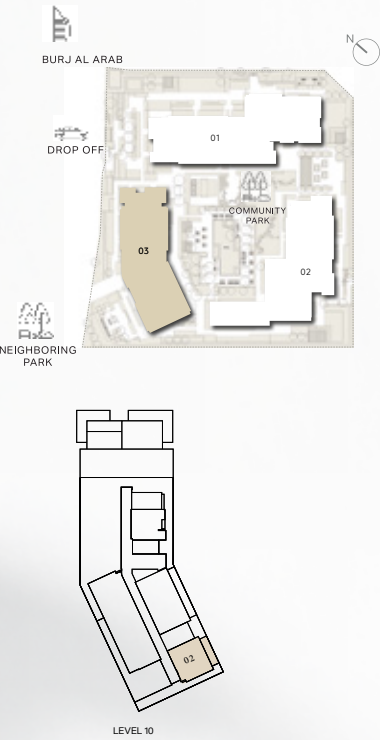 N
BURJ AL ARAB
DROP OFF
01
COMMUNITY
PARK
03
02
NEIGHBORING
PARK
02
LEVEL 10